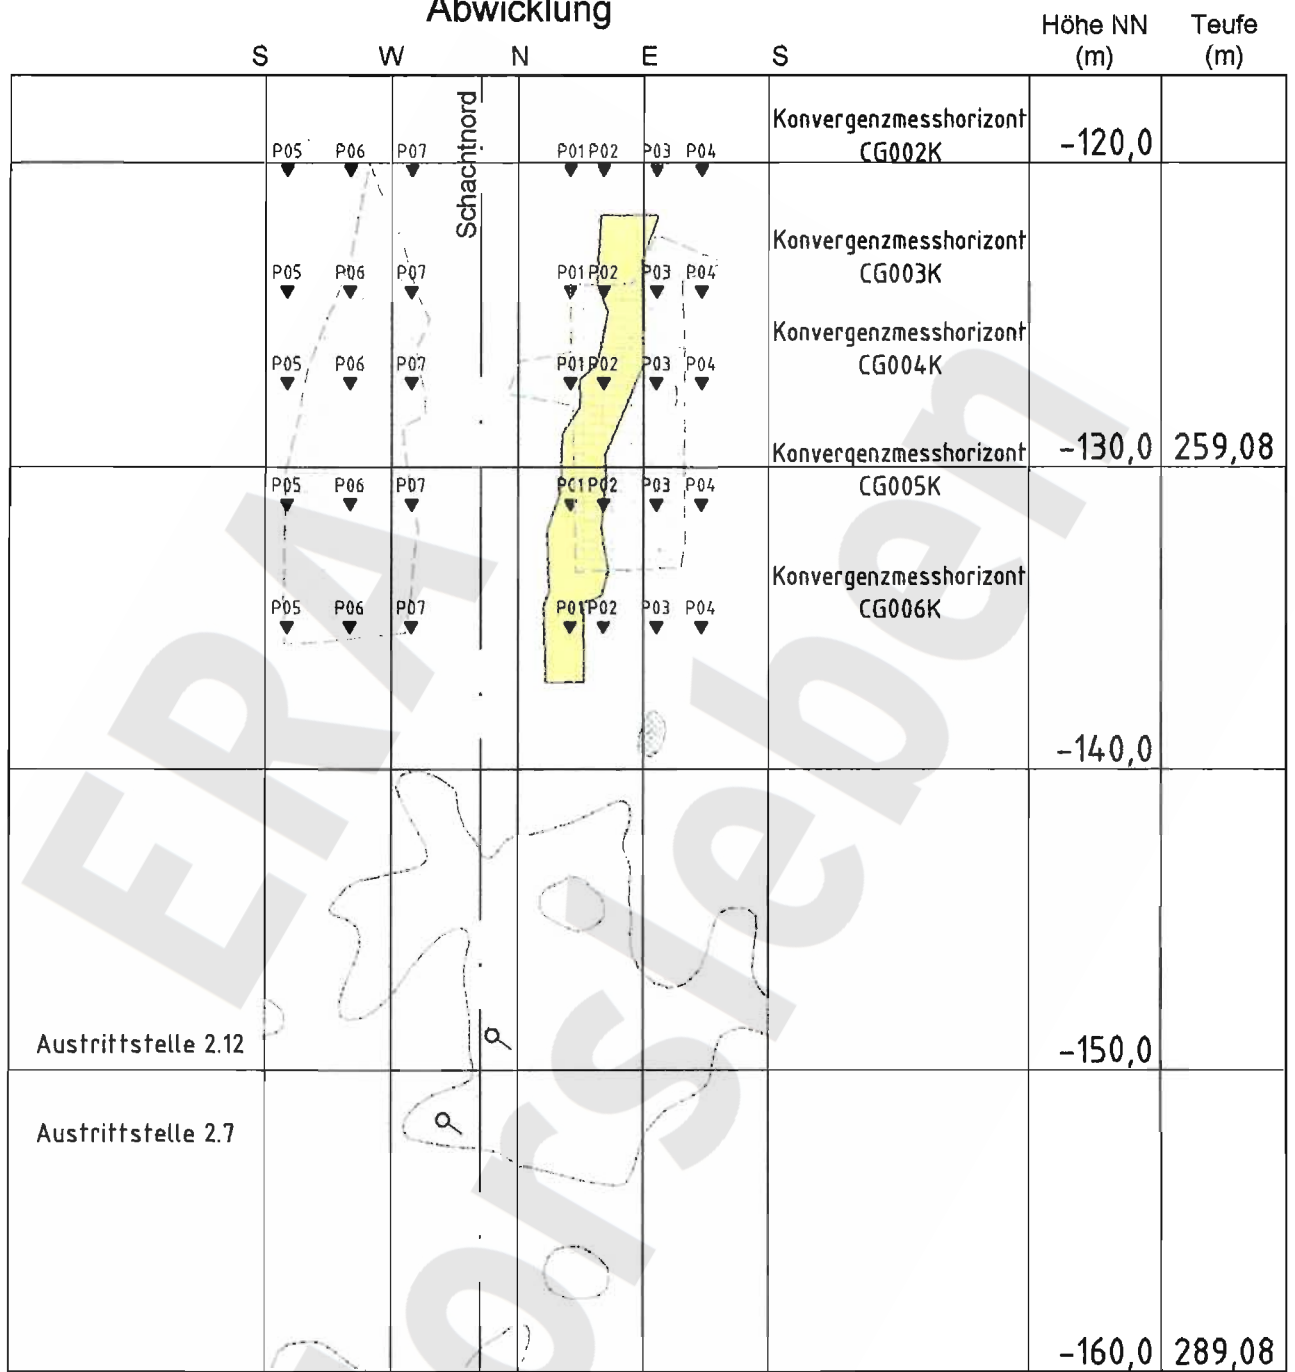 Abwicklung
Höhe NN Teufe
(m) (m)
S W N E S
Schachtnord
Konvergenzmesshorizont
P05 P06 P07 P01 P02 P03 P04 CG002K -120,0
Konvergenzmesshorizont
P05 P06 P07 P01 P02 P03 P04 CG003K
Konvergenzmesshorizont
P05 P06 P07 P01 P02 P03 P04 CG004K
Konvergenzmesshorizont -130,0 259,08
P05 P06 P07 P01 P02 P03 P04 CG005K
Konvergenzmesshorizont
P05 P06 P07 P01 P02 P03 P04 CG006K
-140,0
Austrittstelle 2.12 -150,0
Austrittstelle 2.7
-160,0 289,08
ERA
orsleben